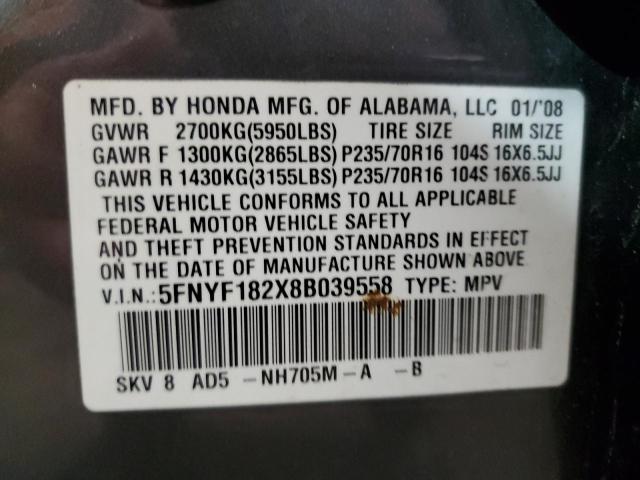 MFD. BY HONDA MFG. OF ALABAMA, LLC 01/'08
GVWR 2700KG(5950LBS) TIRE SIZE RIM SIZE
GAWR F 1300KG(2865LBS) P235/70R16 104S 16X6.5JJ
GAWR R 1430KG(3155LBS) P235/70R16 104S 16X6.5JJ
THIS VEHICLE CONFORMS TO ALL APPLICABLE
FEDERAL MOTOR VEHICLE SAFETY
AND THEFT PREVENTION STANDARDS IN EFFECT
ON THE DATE OF MANUFACTURE SHOWN ABOVE.
V.I.N.:5FNYF182X8B039558 TYPE: MPV
SKV 8 AD5 -NH705M-A -B